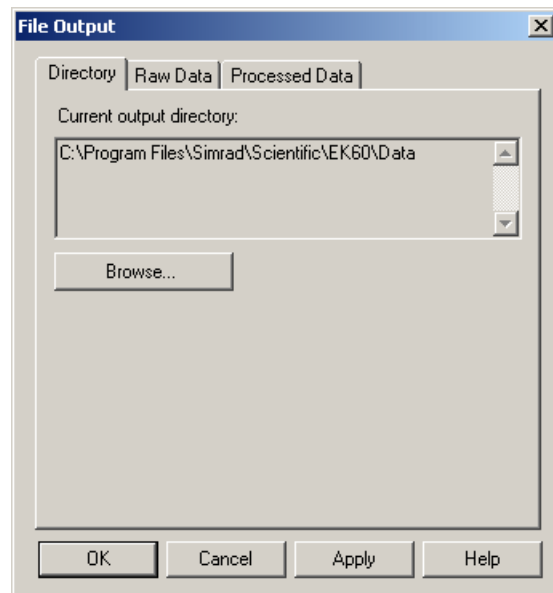 File Output
Directory Raw Data Processed Data
Current output directory:
C:\Program Files\Simrad\Scientific\EK60\Data
Browse...
OK Cancel Apply Help